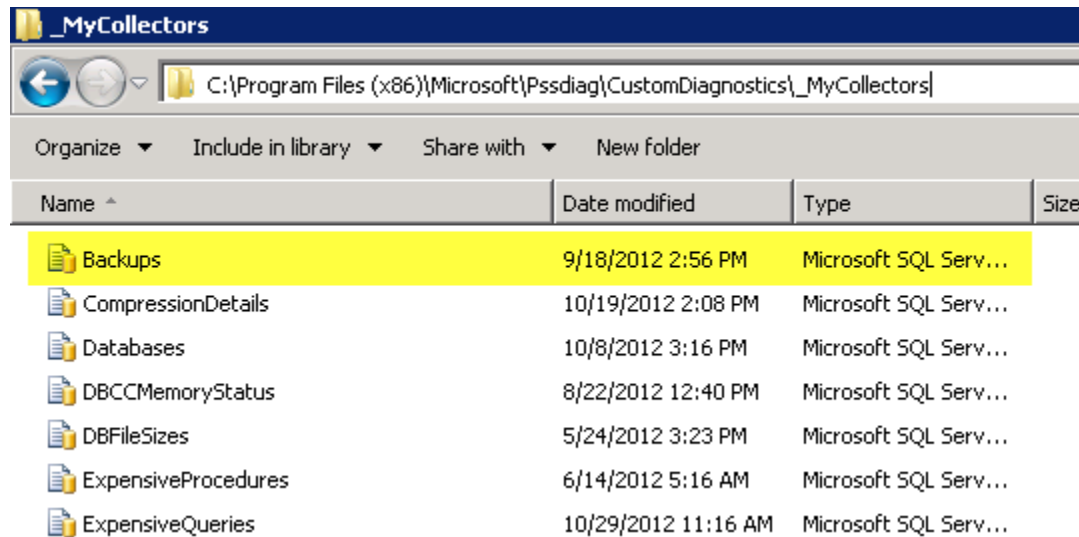 _MyCollectors
C:\Program Files (x86)\Microsoft\Pssdiag\CustomDiagnostics\_MyCollectors
Organize Include in library Share with New folder
Name Date modified Type Size
Backups 9/18/2012 2:56 PM Microsoft SQL Serv...
CompressionDetails 10/19/2012 2:08 PM Microsoft SQL Serv...
Databases 10/8/2012 3:16 PM Microsoft SQL Serv...
DBCCMemoryStatus 8/22/2012 12:40 PM Microsoft SQL Serv...
DBFileSizes 5/24/2012 3:23 PM Microsoft SQL Serv...
ExpensiveProcedures 6/14/2012 5:16 AM Microsoft SQL Serv...
ExpensiveQueries 10/29/2012 11:16 AM Microsoft SQL Serv...